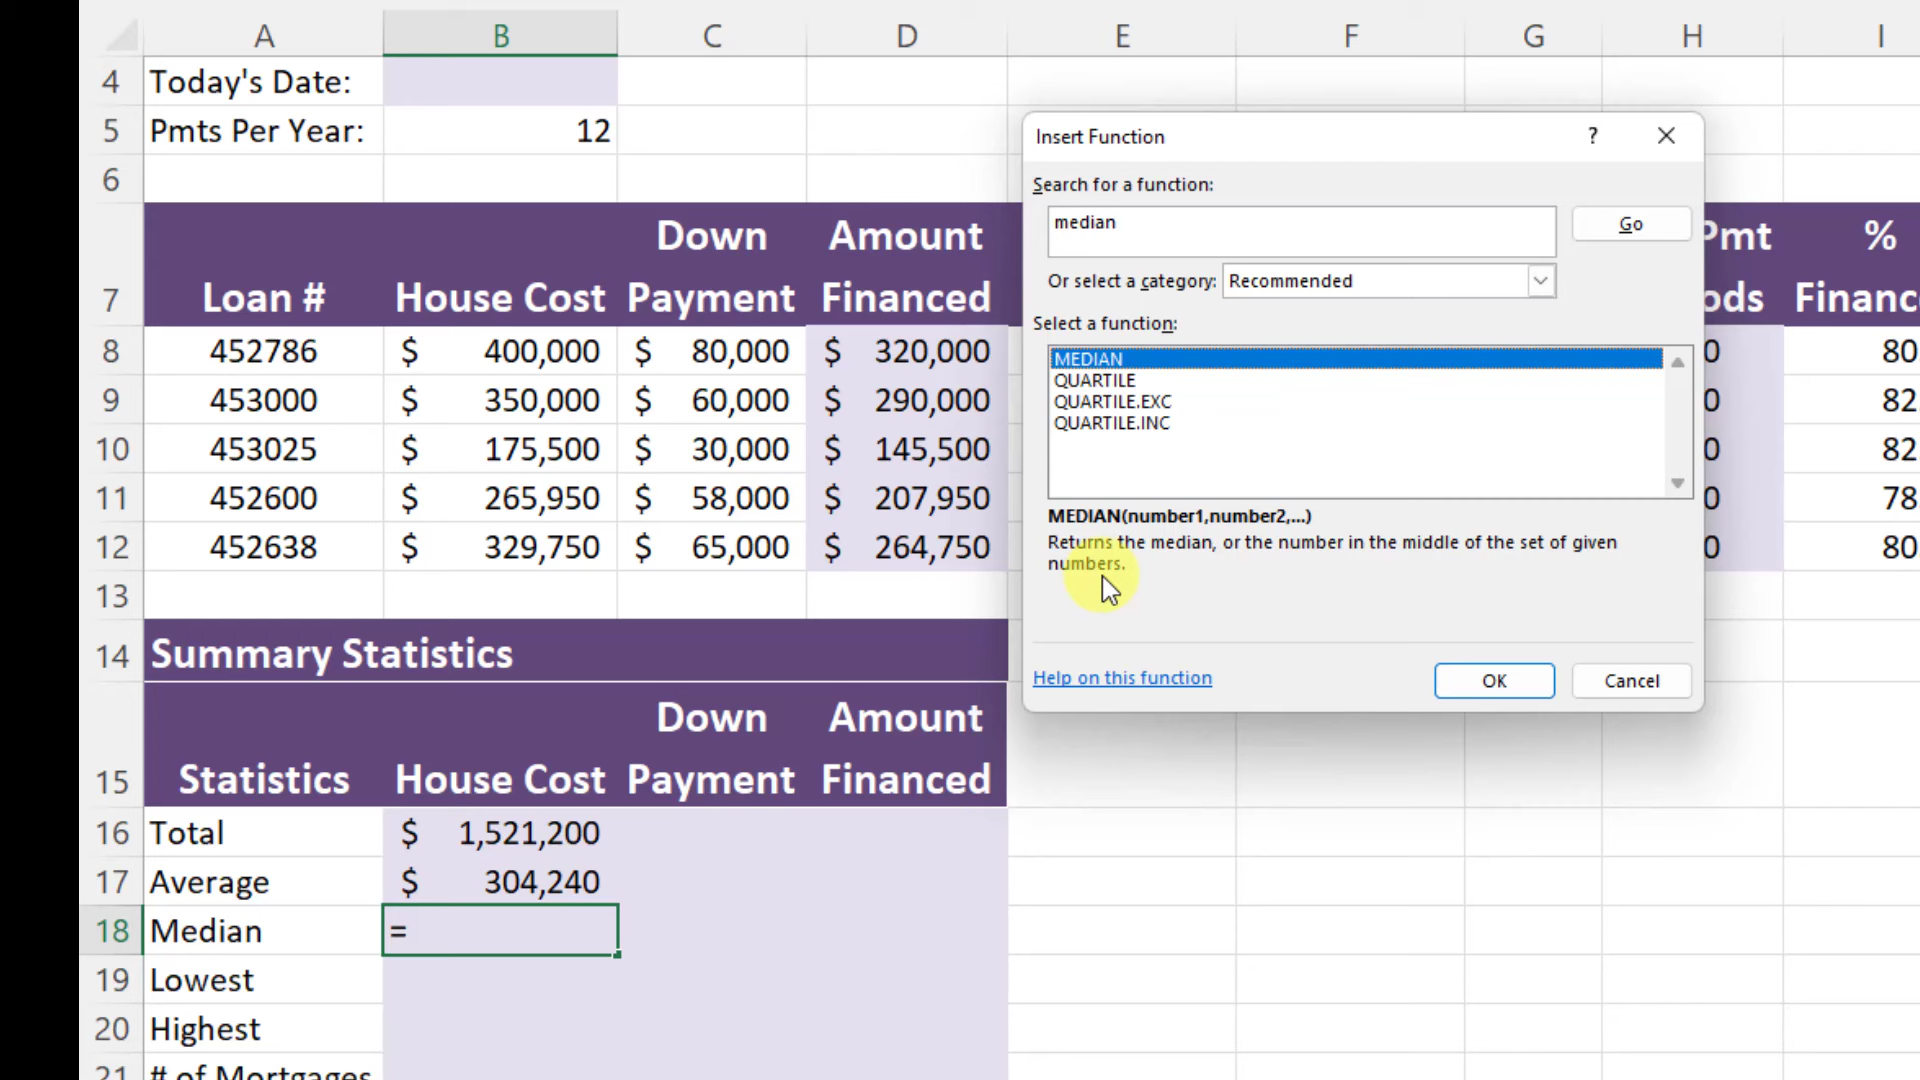 A B C D E F G H I
4 Today's Date:
5 Pmts Per Year: 12
6
Down Amount Pmt %
7 Loan # House Cost Payment Financed ods Financ
8 452786 $ 400,000 $ 80,000 $ 320,000 0 80
9 453000 $ 350,000 $ 60,000 $ 290,000 0 82
10 453025 $ 175,500 $ 30,000 $ 145,500 0 82
11 452600 $ 265,950 $ 58,000 $ 207,950 0 78
12 452638 $ 329,750 $ 65,000 $ 264,750 0 80
13
14 Summary Statistics
Down Amount
15 Statistics House Cost Payment Financed
16 Total $ 1,521,200
17 Average $ 304,240
18 Median =
19 Lowest
20 Highest
21 # of Mortgages
Insert Function ?
Search for a function:
median
Go
Or select a category: Recommended
Select a function:
MEDIAN
QUARTILE
QUARTILE.EXC
QUARTILE.INC
MEDIAN(number1,number2,...)
Returns the median, or the number in the middle of the set of given
numbers.
Help on this function OK Cancel